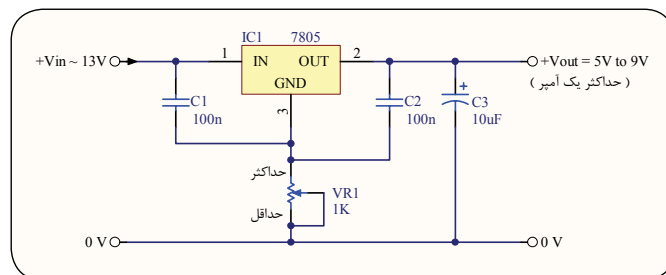 IC1 7805
+Vin ~ 13V
1
IN OUT
GND
2
+Vout = 5V to 9V
( حداکثر یک آمپر )
3
C1
100n
C2
100n
C3
10uF
+
حداکثر
VR1
1K
حداقل
0 V
0 V